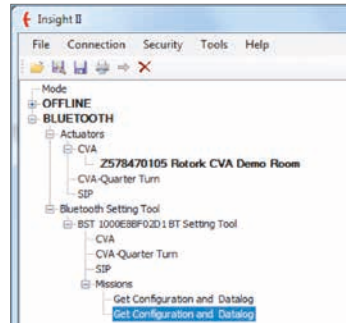 Insight II
File Connection Security Tools Help
Mode
OFFLINE
BLUETOOTH
Actuators
CVA
Z578470105 Rotork CVA Demo Room
CVA-Quarter Turn
SIP
Bluetooth Setting Tool
BST 1000E8BF02D1 BT Setting Tool
CVA
CVA-Quarter Turn
SIP
Missions
Get Configuration and Datalog
Get Configuration and Datalog